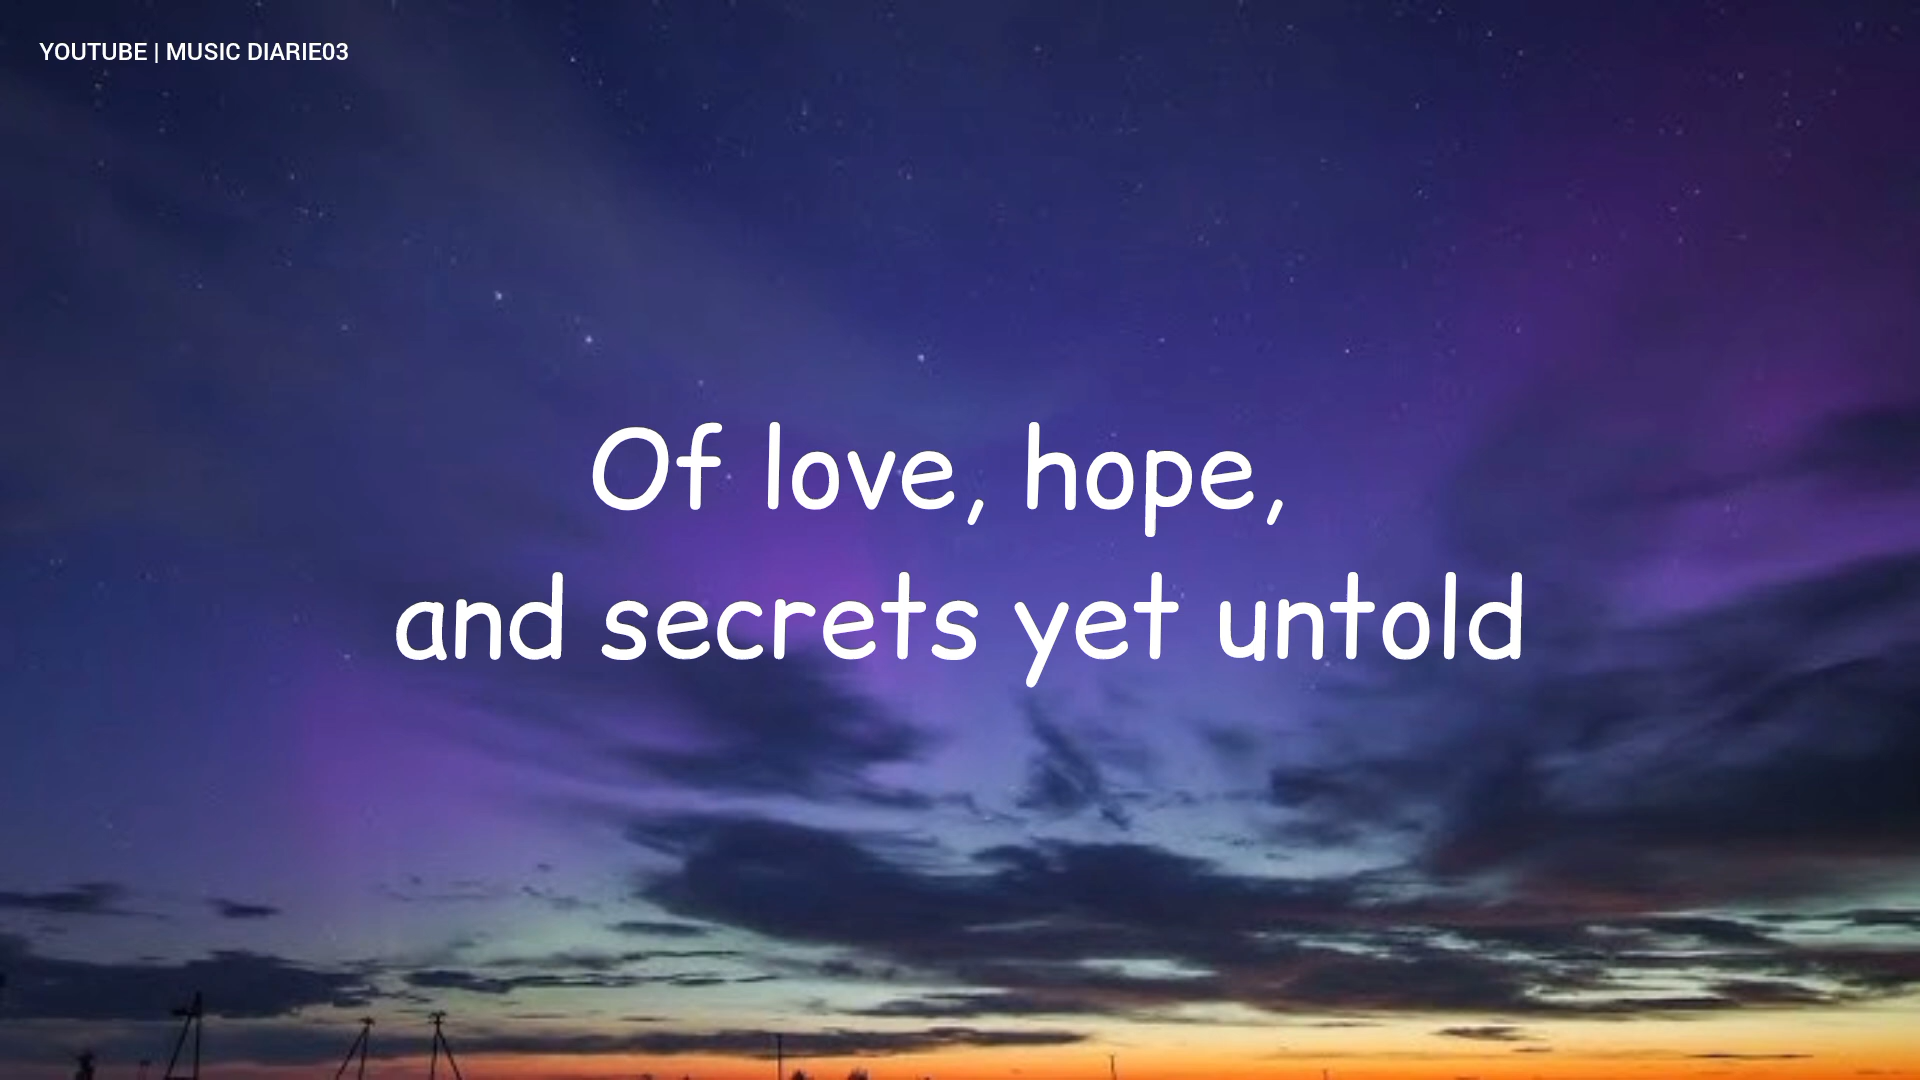 YOUTUBE | MUSIC DIARIE03
Of love, hope,
and secrets yet untold